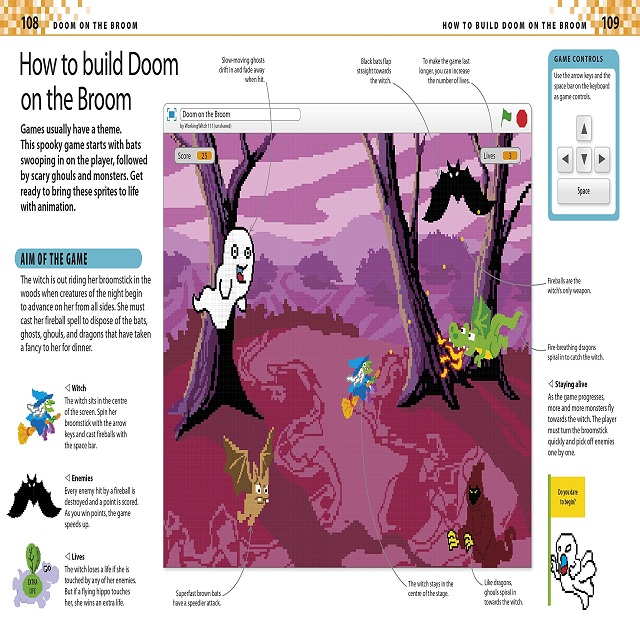 108 DOOM ON THE BROOM
HOW TO BUILD DOOM ON THE BROOM 109
How to build Doom
on the Broom
Games usually have a theme.
This spooky game starts with bats
swooping in on the player, followed
by scary ghouls and monsters. Get
ready to bring these sprites to life
with animation.
AIM OF THE GAME
The witch is out riding her broomstick in the
woods when creatures of the night begin
to advance on her from all sides. She must
cast her fireball spell to dispose of the bats,
ghosts, ghouls, and dragons that have taken
a fancy to her for dinner.
Witch
The witch sits in the centre
of the screen. Spin her
broomstick with the arrow
keys and cast fireballs with
the space bar.
Enemies
Every enemy hit by a fireball is
destroyed and a point is scored.
As you win points, the game
speeds up.
EXTRA
LIFE
Lives
The witch loses a life if she is
touched by any of her enemies.
But if a flying hippo touches
her, she wins an extra life.
Slow-moving ghosts
drift in and fade away
when hit.
Black bats flap
straight towards
the witch.
To make the game last
longer, you can increase
the number of lives.
Doom on the Broom
by WorkingWitch111 (unshared)
Score 25
Lives 3
Superfast brown bats
have a speedier attack.
The witch stays in the
centre of the stage.
Like dragons,
ghouls spiral in
towards the witch.
GAME CONTROLS
Use the arrow keys and the
space bar on the keyboard
as game controls.
Space
Fireballs are the
witch's only weapon.
Fire-breathing dragons
spiral in to catch the witch.
Staying alive
As the game progresses,
more and more monsters fly
towards the witch. The player
must turn the broomstick
quickly and pick off enemies
one by one.
Do you dare
to begin?